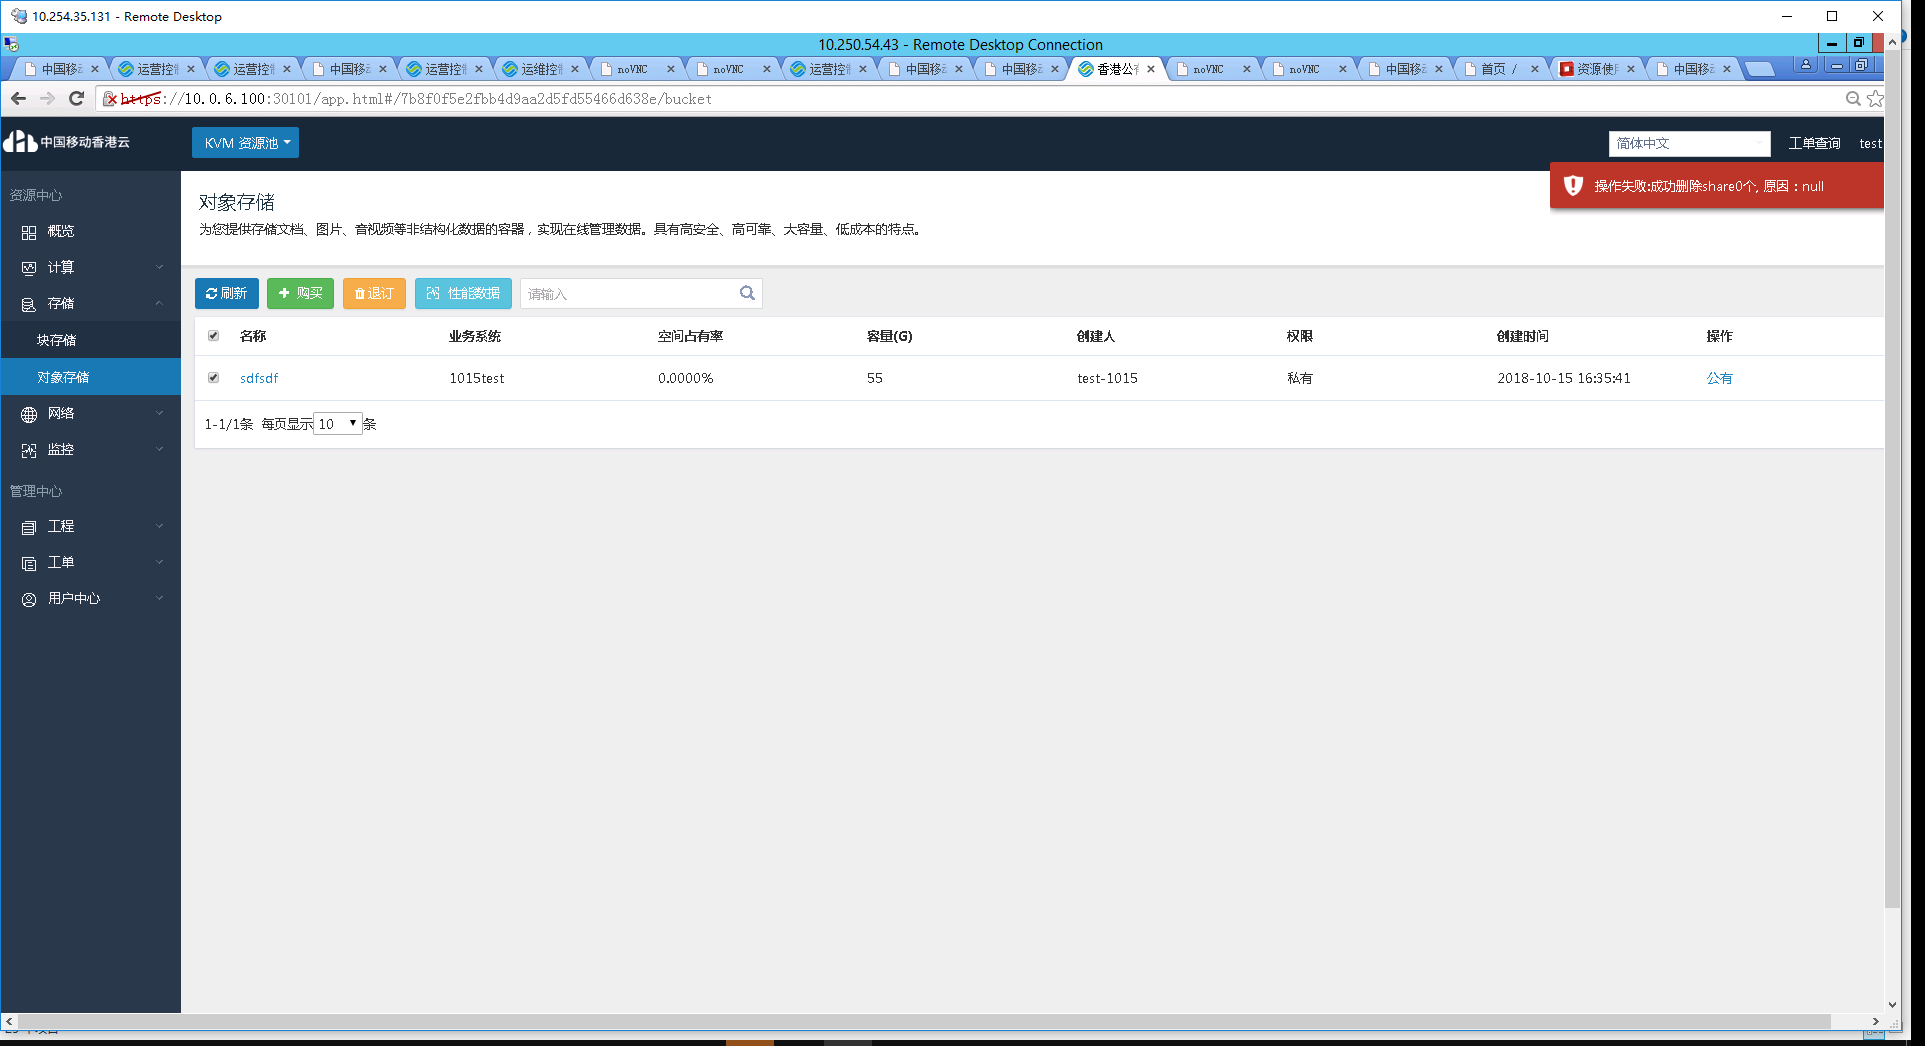 10.254.35.131 - Remote Desktop
10.250.54.43 - Remote Desktop Connection
中国移动 运营控制 运营控制 中国移动 运营控制 运维控制 noVNC noVNC 运营控制 中国移动 中国移动 香港公有 noVNC noVNC 中国移动 首页 / 资源使用 中国移动
https://10.0.6.100:30101/app.html#/7b8f0f5e2fbb4d9aa2d5fd55466d638e/bucket
中国移动香港云
KVM 资源池
简体中文
工单查询
test
操作失败:成功删除share0个, 原因：null
资源中心
概览
计算
存储
块存储
对象存储
网络
监控
管理中心
工程
工单
用户中心
对象存储
为您提供存储文档、图片、音视频等非结构化数据的容器，实现在线管理数据。具有高安全、高可靠、大容量、低成本的特点。
刷新 购买 退订 性能数据 请输入
名称 业务系统 空间占有率 容量(G) 创建人 权限 创建时间 操作
sdfsdf 1015test 0.0000% 55 test-1015 私有 2018-10-15 16:35:41 公有
1-1/1条 每页显示 10 条